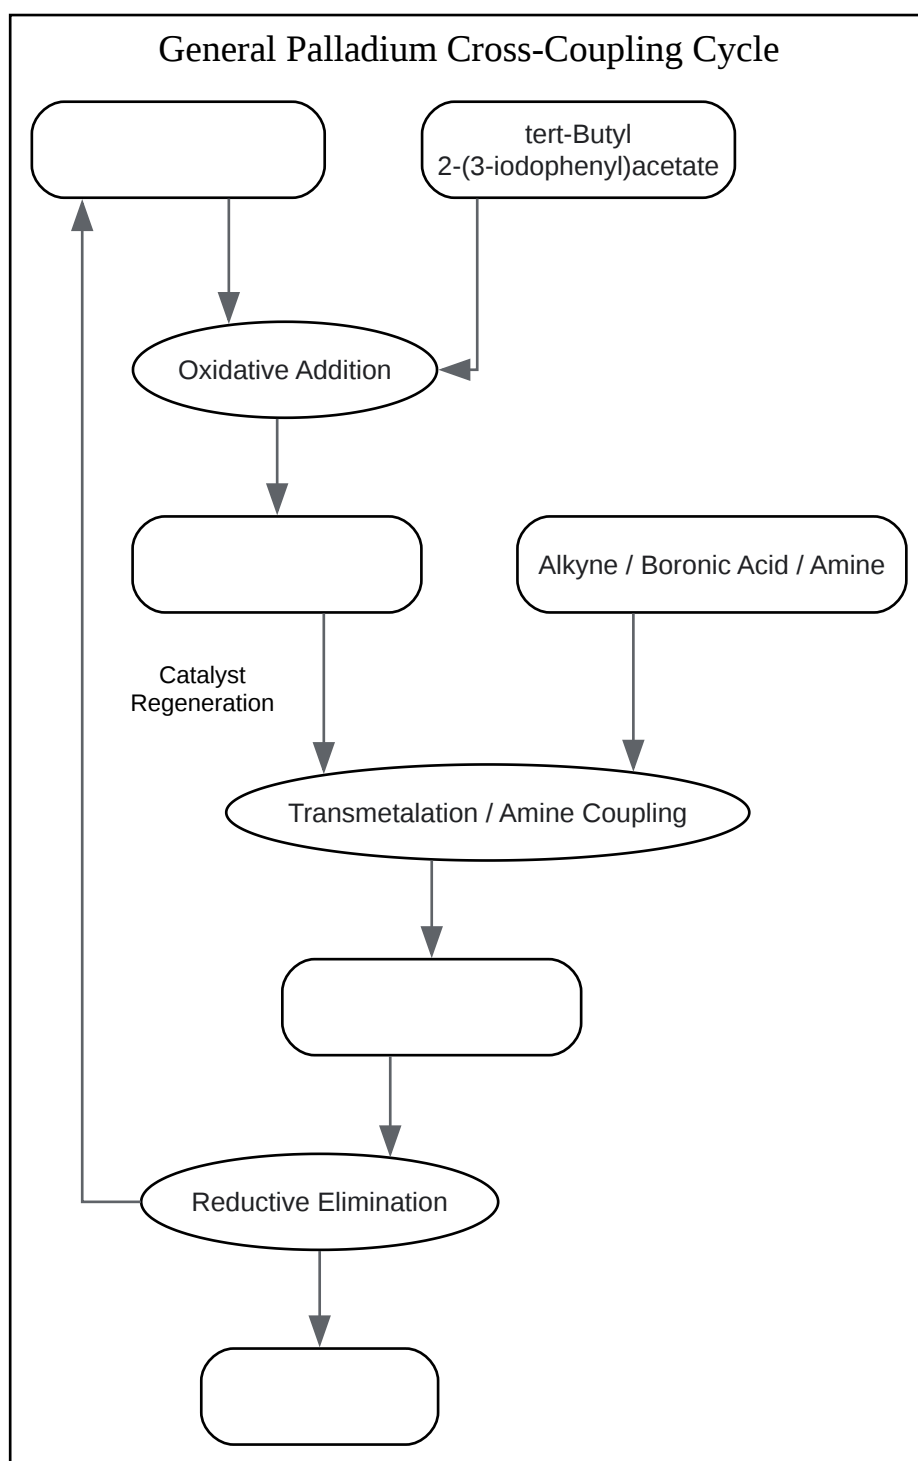 General Palladium Cross-Coupling Cycle
tert-Butyl
2-(3-iodophenyl)acetate
Oxidative Addition
Alkyne / Boronic Acid / Amine
Catalyst
Regeneration
Transmetalation / Amine Coupling
Reductive Elimination